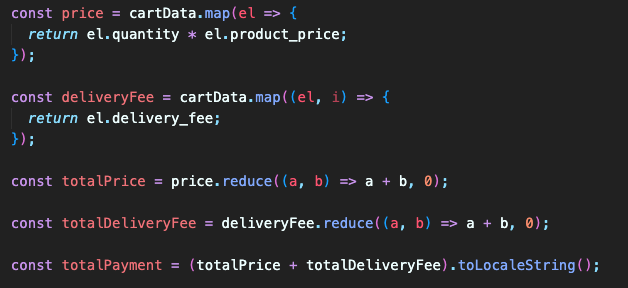 const price = cartData.map(el => {
  return el.quantity * el.product_price;
});

const deliveryFee = cartData.map((el, i) => {
  return el.delivery_fee;
});

const totalPrice = price.reduce((a, b) => a + b, 0);

const totalDeliveryFee = deliveryFee.reduce((a, b) => a + b, 0);

const totalPayment = (totalPrice + totalDeliveryFee).toLocaleString();